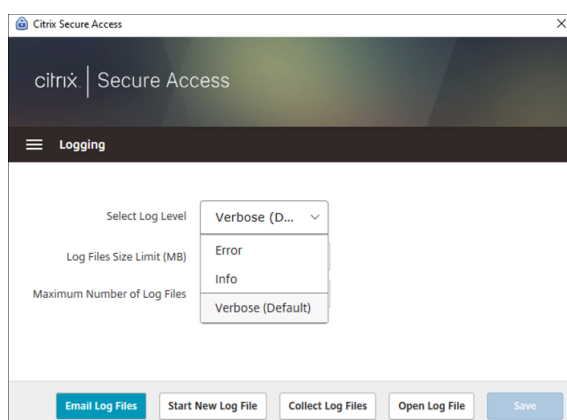 Citrix Secure Access
citrix. | Secure Access
Logging
Select Log Level
Verbose (D...
Error
Info
Verbose (Default)
Log Files Size Limit (MB)
Maximum Number of Log Files
Email Log Files
Start New Log File
Collect Log Files
Open Log File
Save